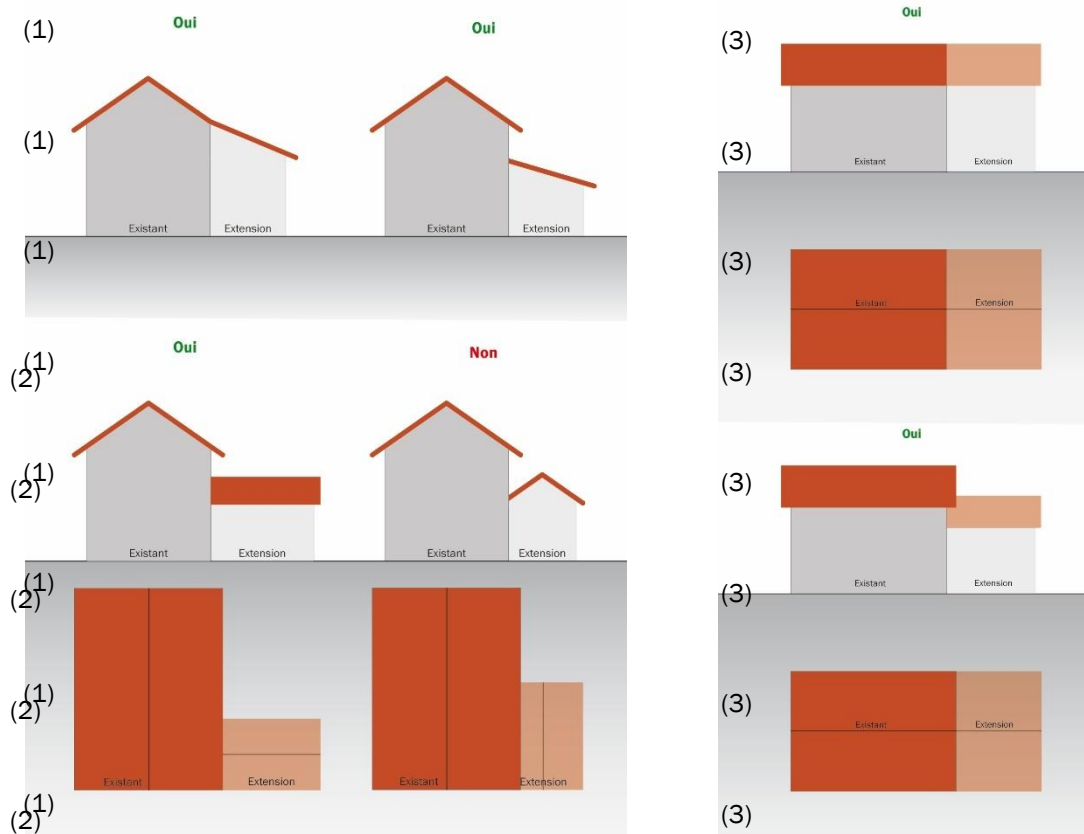 (1)
Oui
Oui
(1)
Existant
Extension
Existant
Extension
(1)
Oui
Non
(1)
(2)
(1)
(2)
Existant
Extension
Existant
Extension
(1)
(2)
(1)
(2)
Existant
Extension
Existant
Extension
(1)
(2)
Oui
(3)
(3)
Existant
Extension
(3)
Existant
Extension
(3)
Oui
(3)
Existant
Extension
(3)
(3)
Existant
Extension
(3)